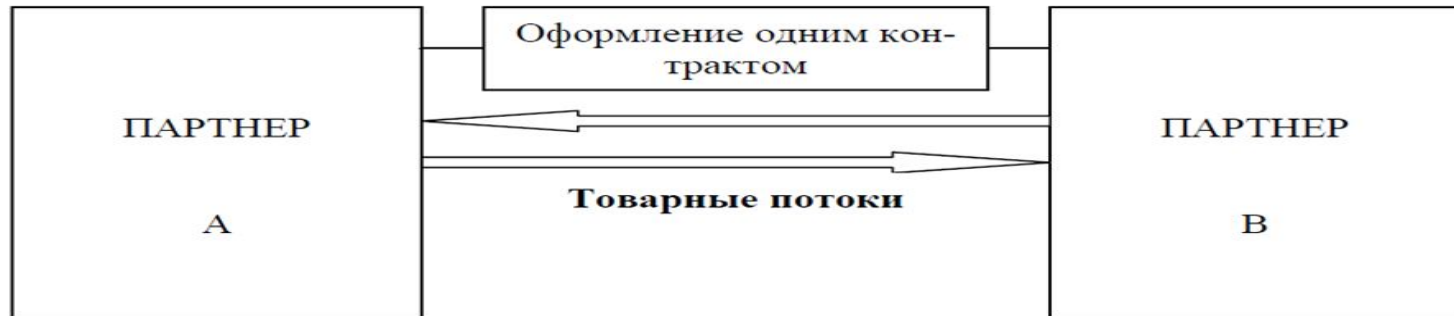 Оформление одним кон-
трактом
ПАРТНЕР
А
ПАРТНЕР
В
Товарные потоки